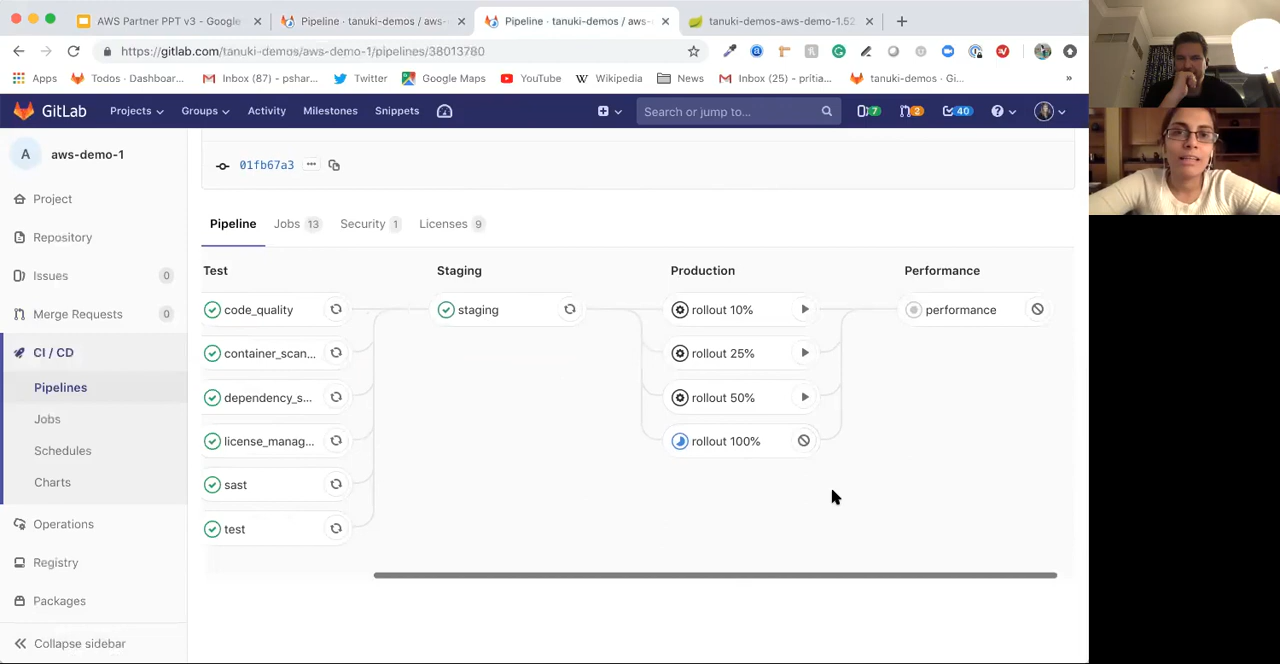 AWS Partner PPT v3 - Google
Pipeline · tanuki-demos / aws-
Pipeline · tanuki-demos / aws-
tanuki-demos-aws-demo-1.52
https://gitlab.com/tanuki-demos/aws-demo-1/pipelines/38013780
Apps
Todos · Dashboar...
Inbox (87) - pshar...
Twitter
Google Maps
YouTube
Wikipedia
News
Inbox (25) - pritia...
tanuki-demos · Gi...
»
GitLab
Projects
Groups
Activity
Milestones
Snippets
Search or jump to...
7
2
40
A
aws-demo-1
Project
Repository
Issues 0
Merge Requests 0
CI / CD
Pipelines
Jobs
Schedules
Charts
Operations
Registry
Packages
Collapse sidebar
01fb67a3
Pipeline
Jobs 13
Security 1
Licenses 9
Test
code_quality
container_scan...
dependency_s...
license_manag...
sast
test
Staging
staging
Production
rollout 10%
rollout 25%
rollout 50%
rollout 100%
Performance
performance